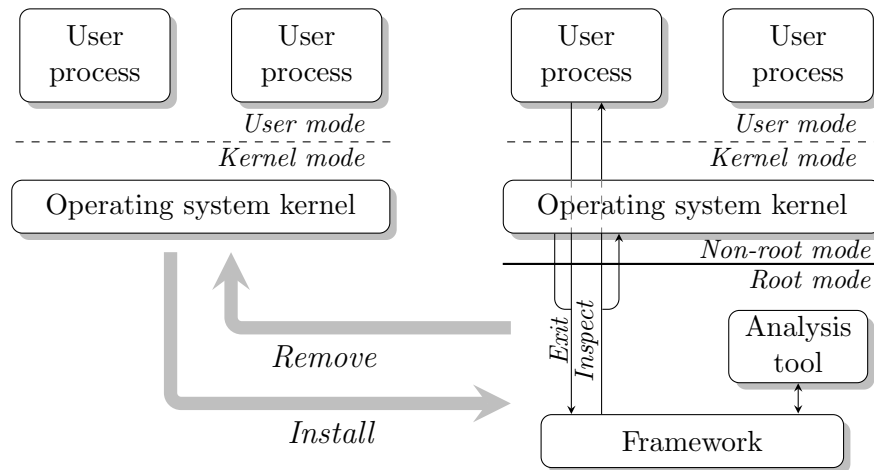 User
process
User
process
User mode
Kernel mode
Operating system kernel
Remove
Install
User
process
User
process
User mode
Kernel mode
Operating system kernel
Non-root mode
Root mode
Exit
Inspect
Analysis
tool
Framework